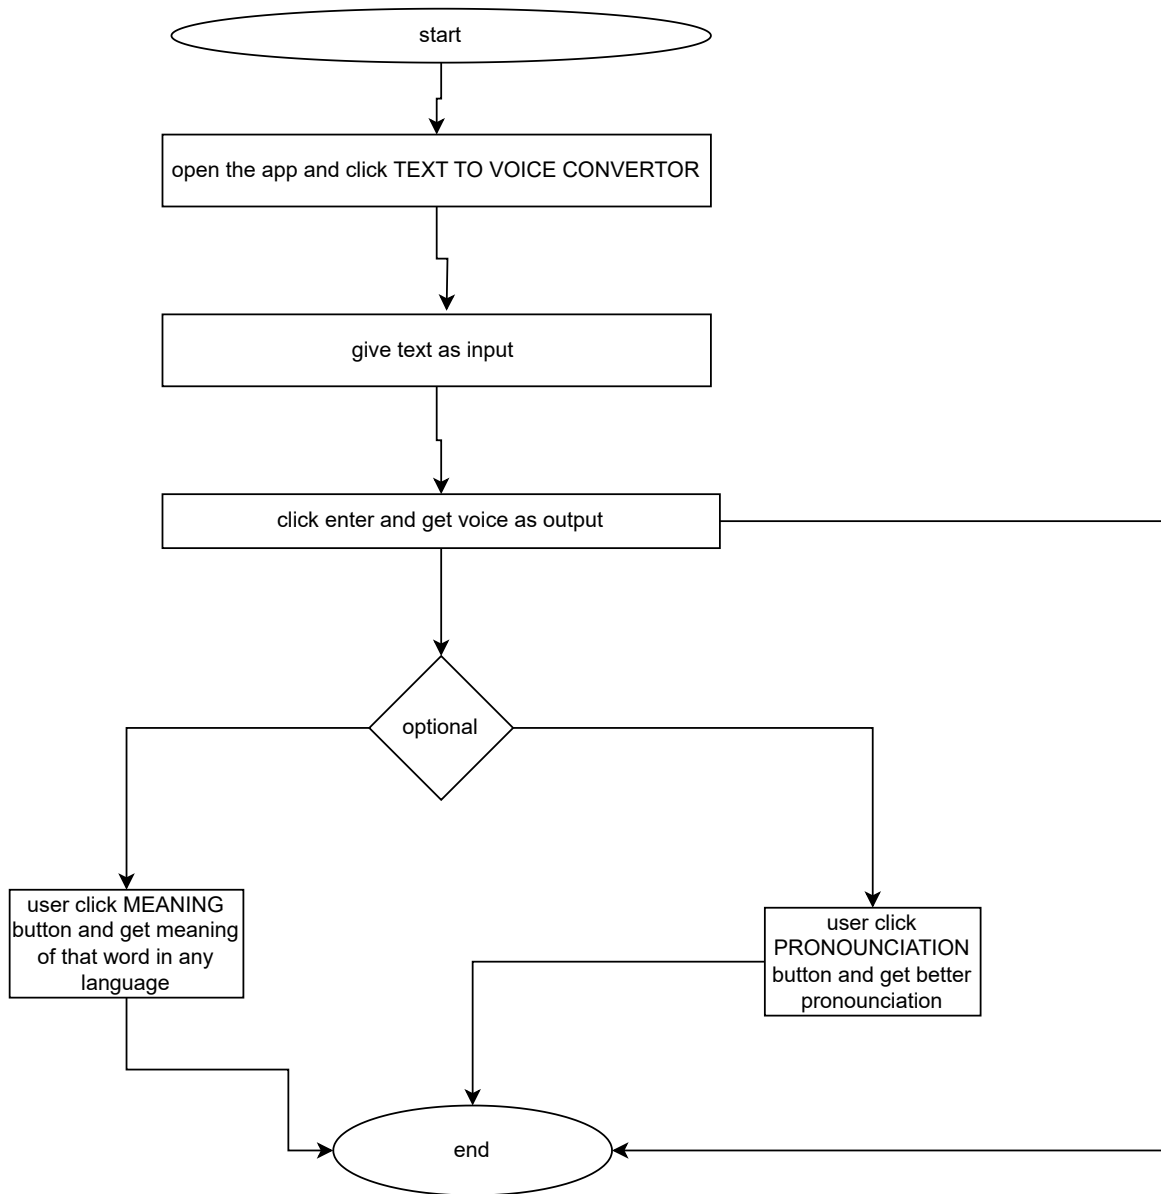 start
open the app and click TEXT TO VOICE CONVERTOR
give text as input
click enter and get voice as output
optional
user click MEANING
button and get meaning
of that word in any
language
user click
PRONOUNCIATION
button and get better
pronounciation
end